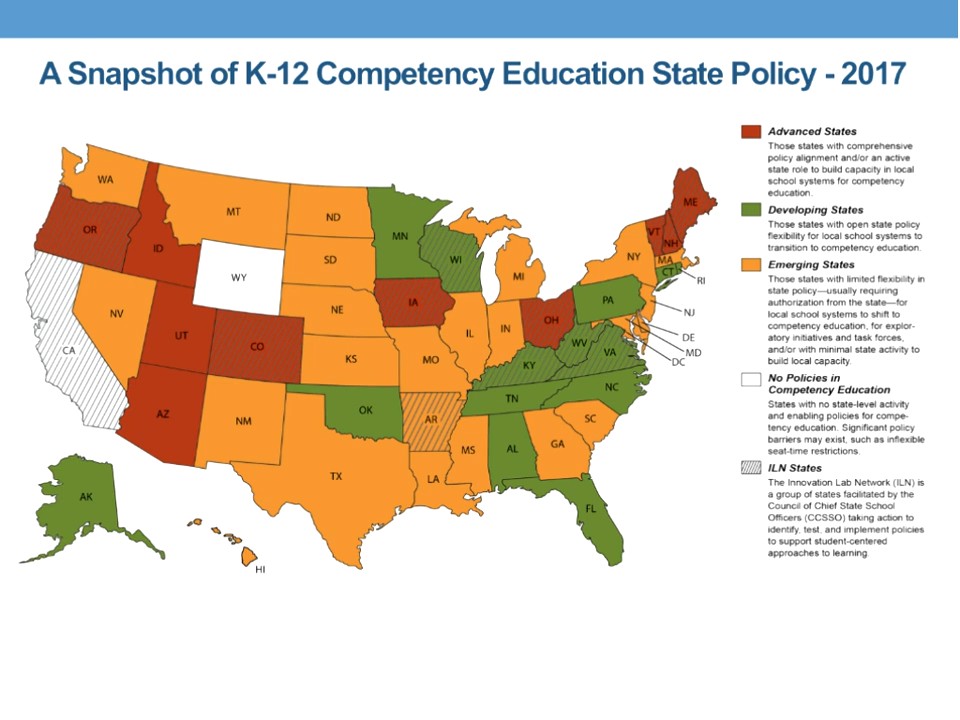 A Snapshot of K-12 Competency Education State Policy - 2017
Advanced States
Those states with comprehensive
policy alignment and/or an active
state role to build capacity in local
school systems for competency
education.
Developing States
Those states with open state policy
flexibility for local school systems to
transition to competency education.
Emerging States
Those states with limited flexibility in
state policy—usually requiring
authorization from the state—for
local school systems to shift to
competency education, for explor-
atory initiatives and task forces,
and/or with minimal state activity to
build local capacity.
No Policies in
Competency Education
States with no state-level activity
and enabling policies for compe-
tency education. Significant policy
barriers may exist, such as inflexible
seat-time restrictions.
ILN States
The Innovation Lab Network (ILN) is
a group of states facilitated by the
Council of Chief State School
Officers (CCSSO) taking action to
identify, test, and implement policies
to support student-centered
approaches to learning.
WA
OR
ID
MT
ND
MN
WI
MI
NY
VT
NH
ME
MA
CT
RI
SD
WY
NE
IA
IL
IN
OH
PA
NJ
DE
MD
DC
NV
UT
CO
CA
KS
MO
KY
WV
VA
AZ
NM
OK
AR
TN
NC
SC
MS
AL
GA
TX
LA
FL
AK
HI